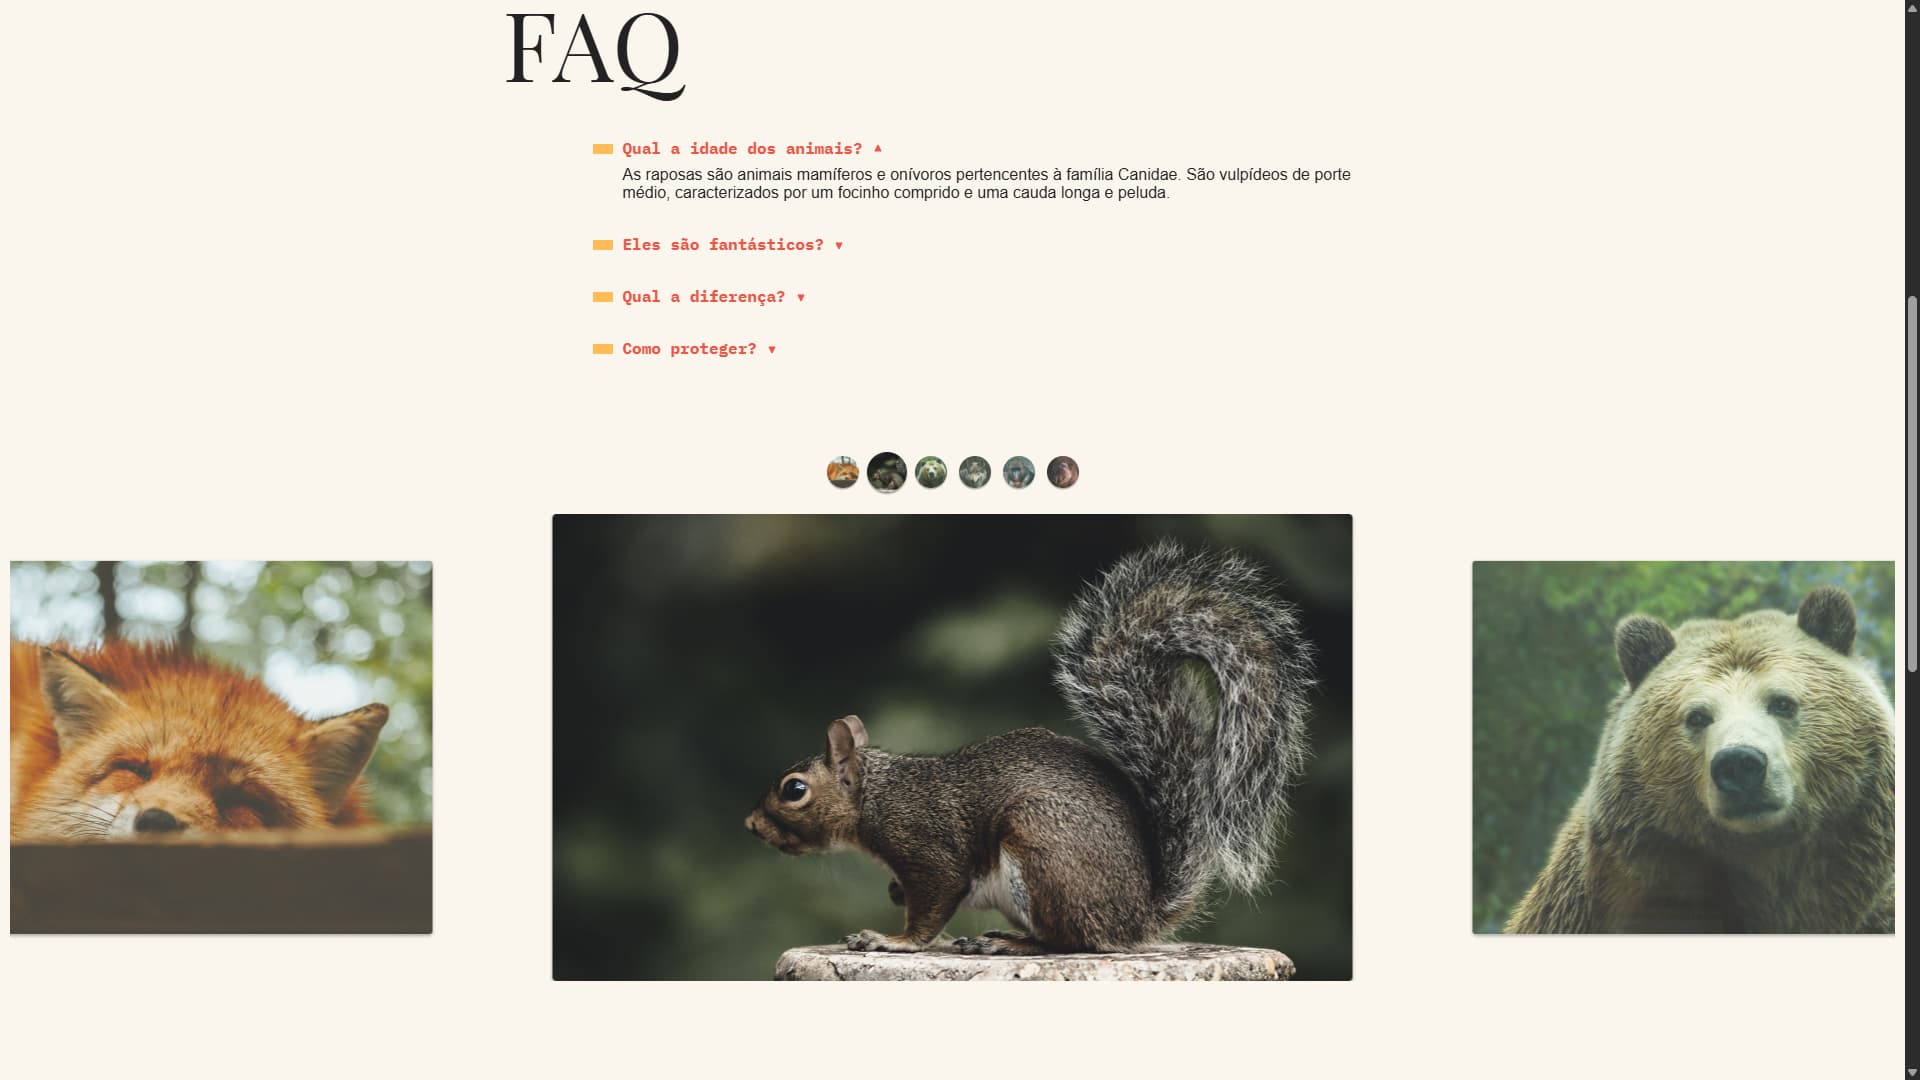 FAQ
Qual a idade dos animais? ▲
As raposas são animais mamíferos e onívoros pertencentes à família Canidae. São vulpídeos de porte
médio, caracterizados por um focinho comprido e uma cauda longa e peluda.
Eles são fantásticos? ▼
Qual a diferença? ▼
Como proteger? ▼